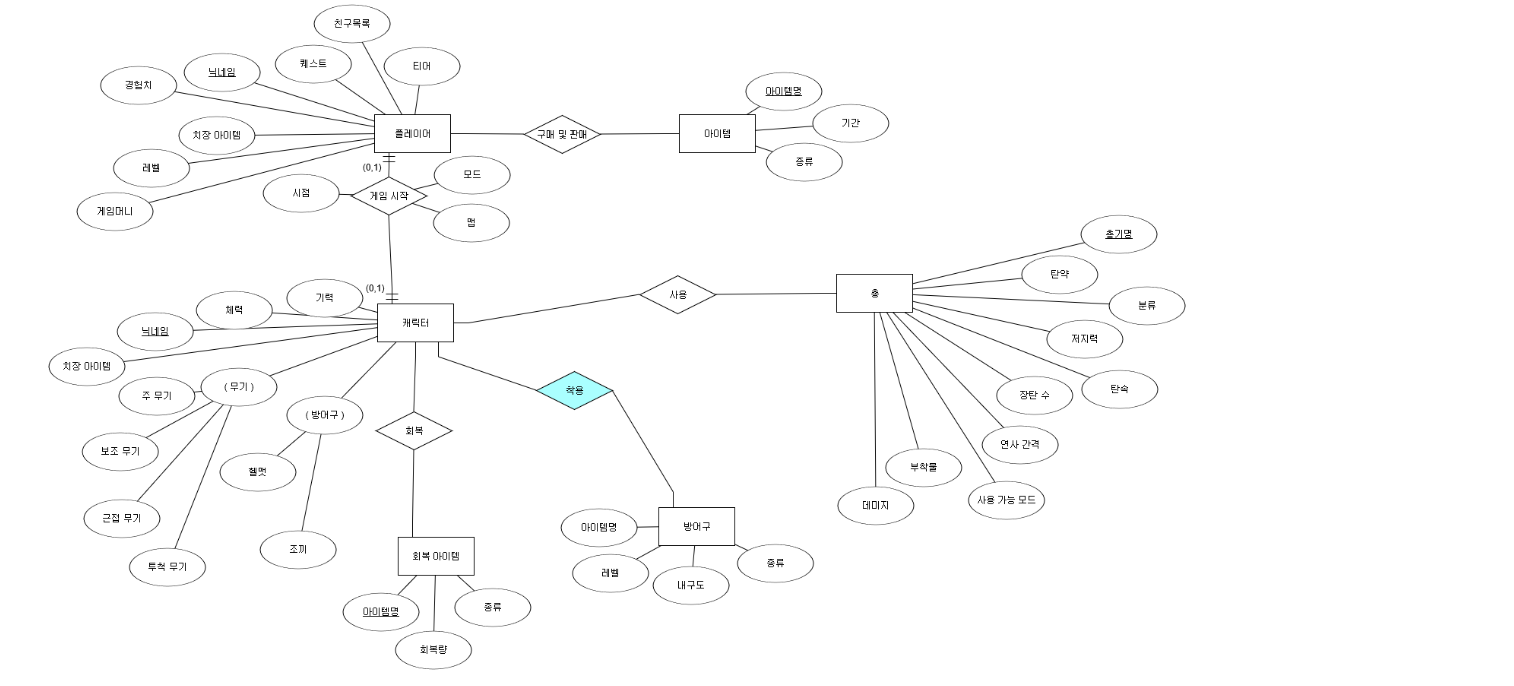 친구목록
퀘스트
티어
닉네임
경험치
아이템명
기간
플레이어
구매 및 판매
아이템
치장 아이템
종류
레벨
(0,1)
모드
시점
게임 시작
게임머니
맵
총기명
탄약
(0,1)
기력
체력
사용
총
분류
닉네임
캐릭터
저지력
치장 아이템
( 무기 )
주 무기
착용
탄속
장탄 수
( 방어구 )
회복
연사 간격
보조 무기
헬멧
부착물
사용 가능 모드
데미지
근접 무기
아이템명
방어구
조끼
회복 아이템
투척 무기
레벨
내구도
종류
아이템명
종류
회복량